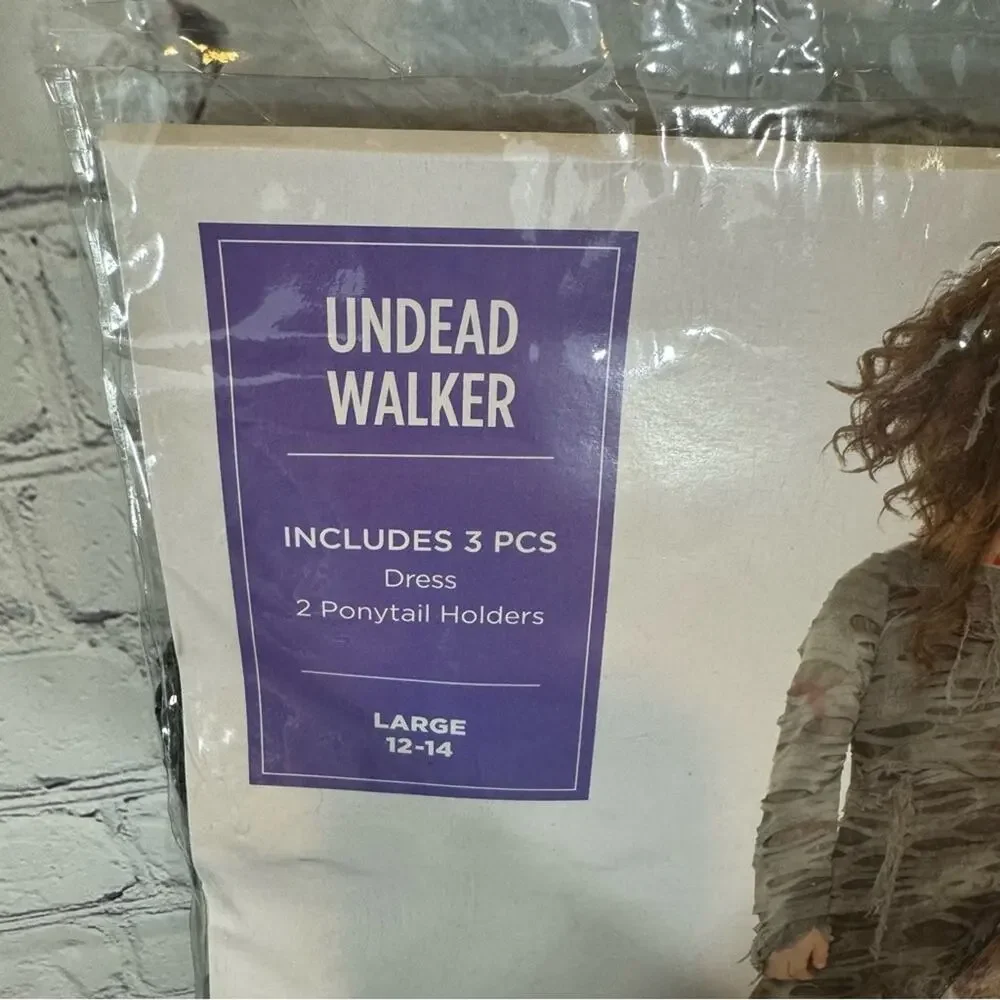 UNDEAD
WALKER
INCLUDES 3 PCS
Dress
2 Ponytail Holders
LARGE
12-14